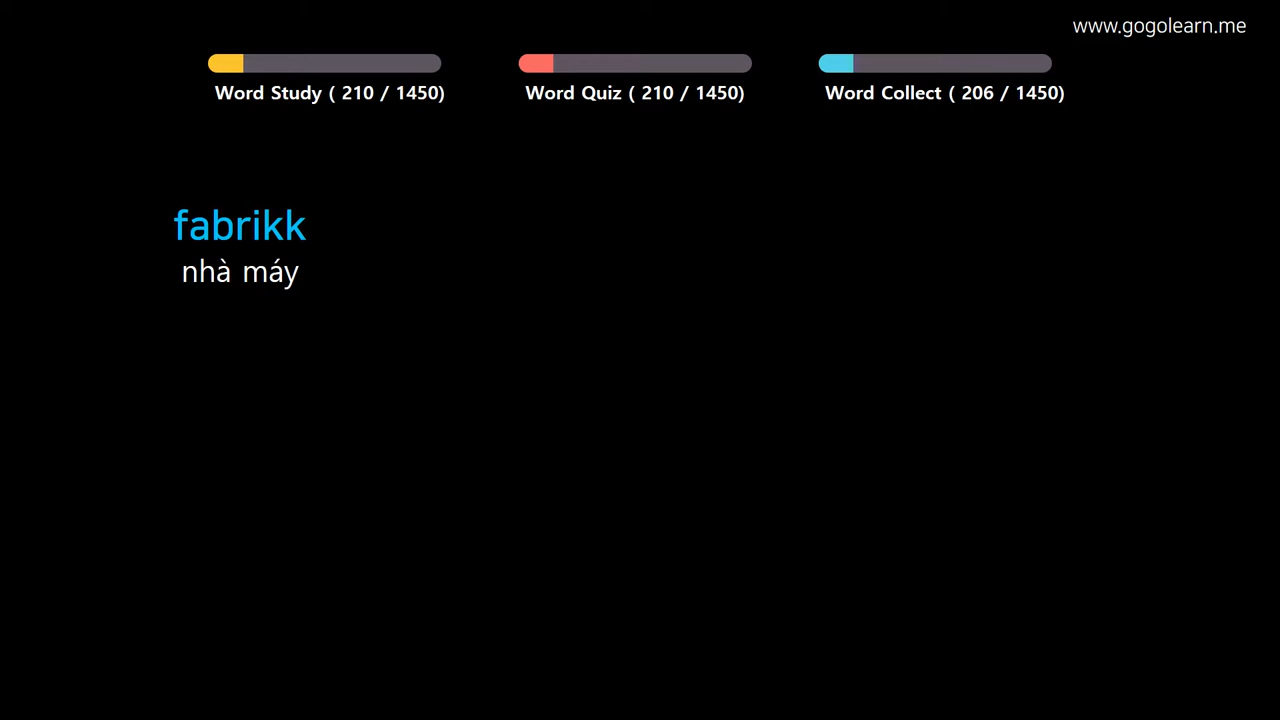 www.gogolearn.me
Word Study ( 210 / 1450)
Word Quiz ( 210 / 1450)
Word Collect ( 206 / 1450)
fabrikk
nhà máy